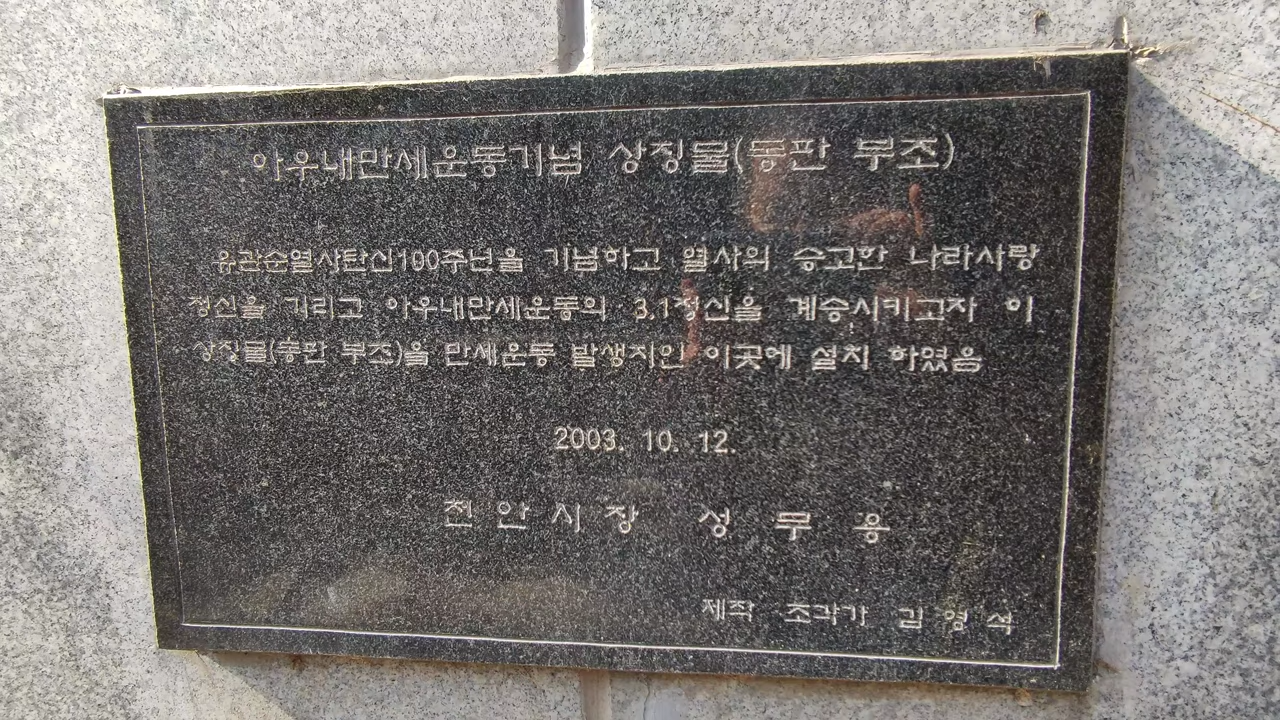 아우내만세운동기념 상징물(동판 부조)
유관순열사탄신100주년을 기념하고 열사의 숭고한 나라사랑
정신을 기리고 아우내만세운동의 3.1정신을 계승시키고자 이
상징물(동판 부조)을 만세운동 발생지인 이곳에 설치 하였음
2003. 10. 12.
천안시장 성무용
제작 조각가 김영석